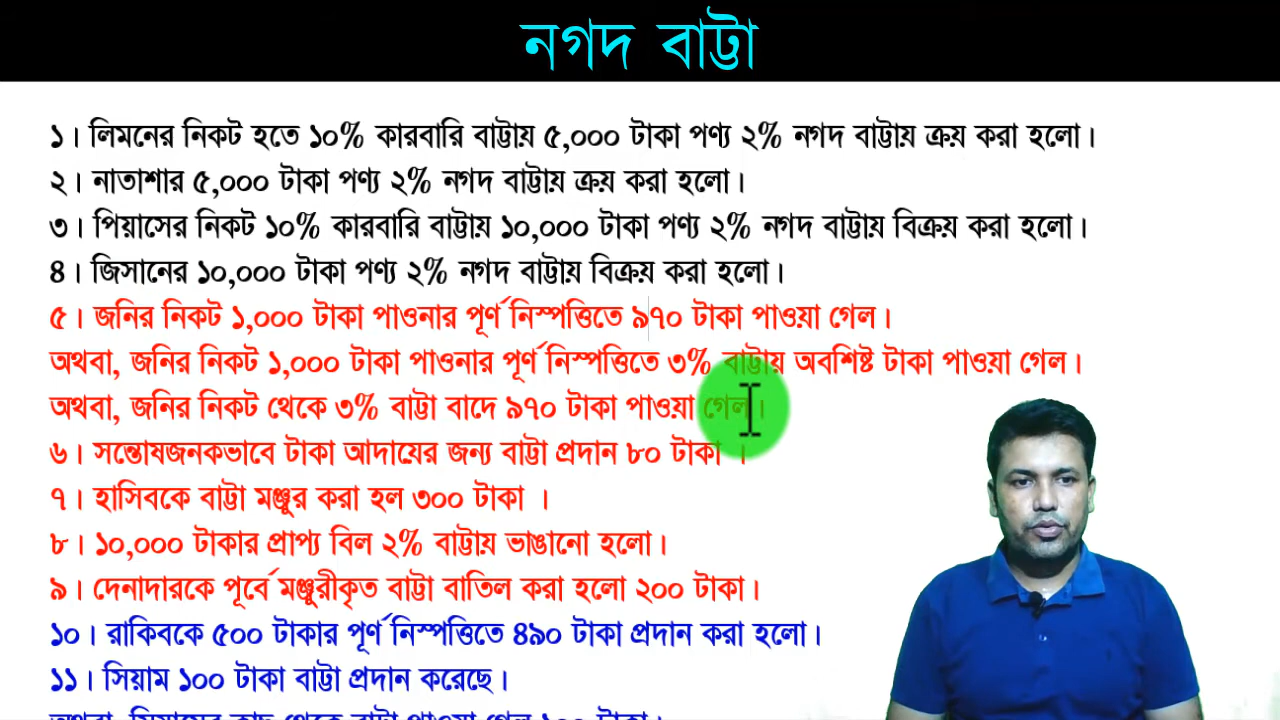 নগদ বাট্টা
১। লিমনের নিকট হতে ১০% কারবারি বাট্টায় ৫,০০০ টাকা পণ্য ২% নগদ বাট্টায় ক্রয় করা হলো।
২। নাতাশার ৫,০০০ টাকা পণ্য ২% নগদ বাট্টায় ক্রয় করা হলো।
৩। পিয়াসের নিকট ১০% কারবারি বাট্টায় ১০,০০০ টাকা পণ্য ২% নগদ বাট্টায় বিক্রয় করা হলো।
৪। জিসানের ১০,০০০ টাকা পণ্য ২% নগদ বাট্টায় বিক্রয় করা হলো।
৫। জনির নিকট ১,০০০ টাকা পাওনার পূর্ণ নিস্পত্তিতে ৯৭০ টাকা পাওয়া গেল।
অথবা, জনির নিকট ১,০০০ টাকা পাওনার পূর্ণ নিস্পত্তিতে ৩% বাট্টায় অবশিষ্ট টাকা পাওয়া গেল।
অথবা, জনির নিকট থেকে ৩% বাট্টা বাদে ৯৭০ টাকা পাওয়া গেল।
৬। সন্তোষজনকভাবে টাকা আদায়ের জন্য বাট্টা প্রদান ৮০ টাকা ।
৭। হাসিবকে বাট্টা মঞ্জুর করা হল ৩০০ টাকা ।
৮। ১০,০০০ টাকার প্রাপ্য বিল ২% বাট্টায় ভাঙানো হলো।
৯। দেনাদারকে পূর্বে মঞ্জুরীকৃত বাট্টা বাতিল করা হলো ২০০ টাকা।
১০। রাকিবকে ৫০০ টাকার পূর্ণ নিস্পত্তিতে ৪৯০ টাকা প্রদান করা হলো।
১১। সিয়াম ১০০ টাকা বাট্টা প্রদান করেছে।